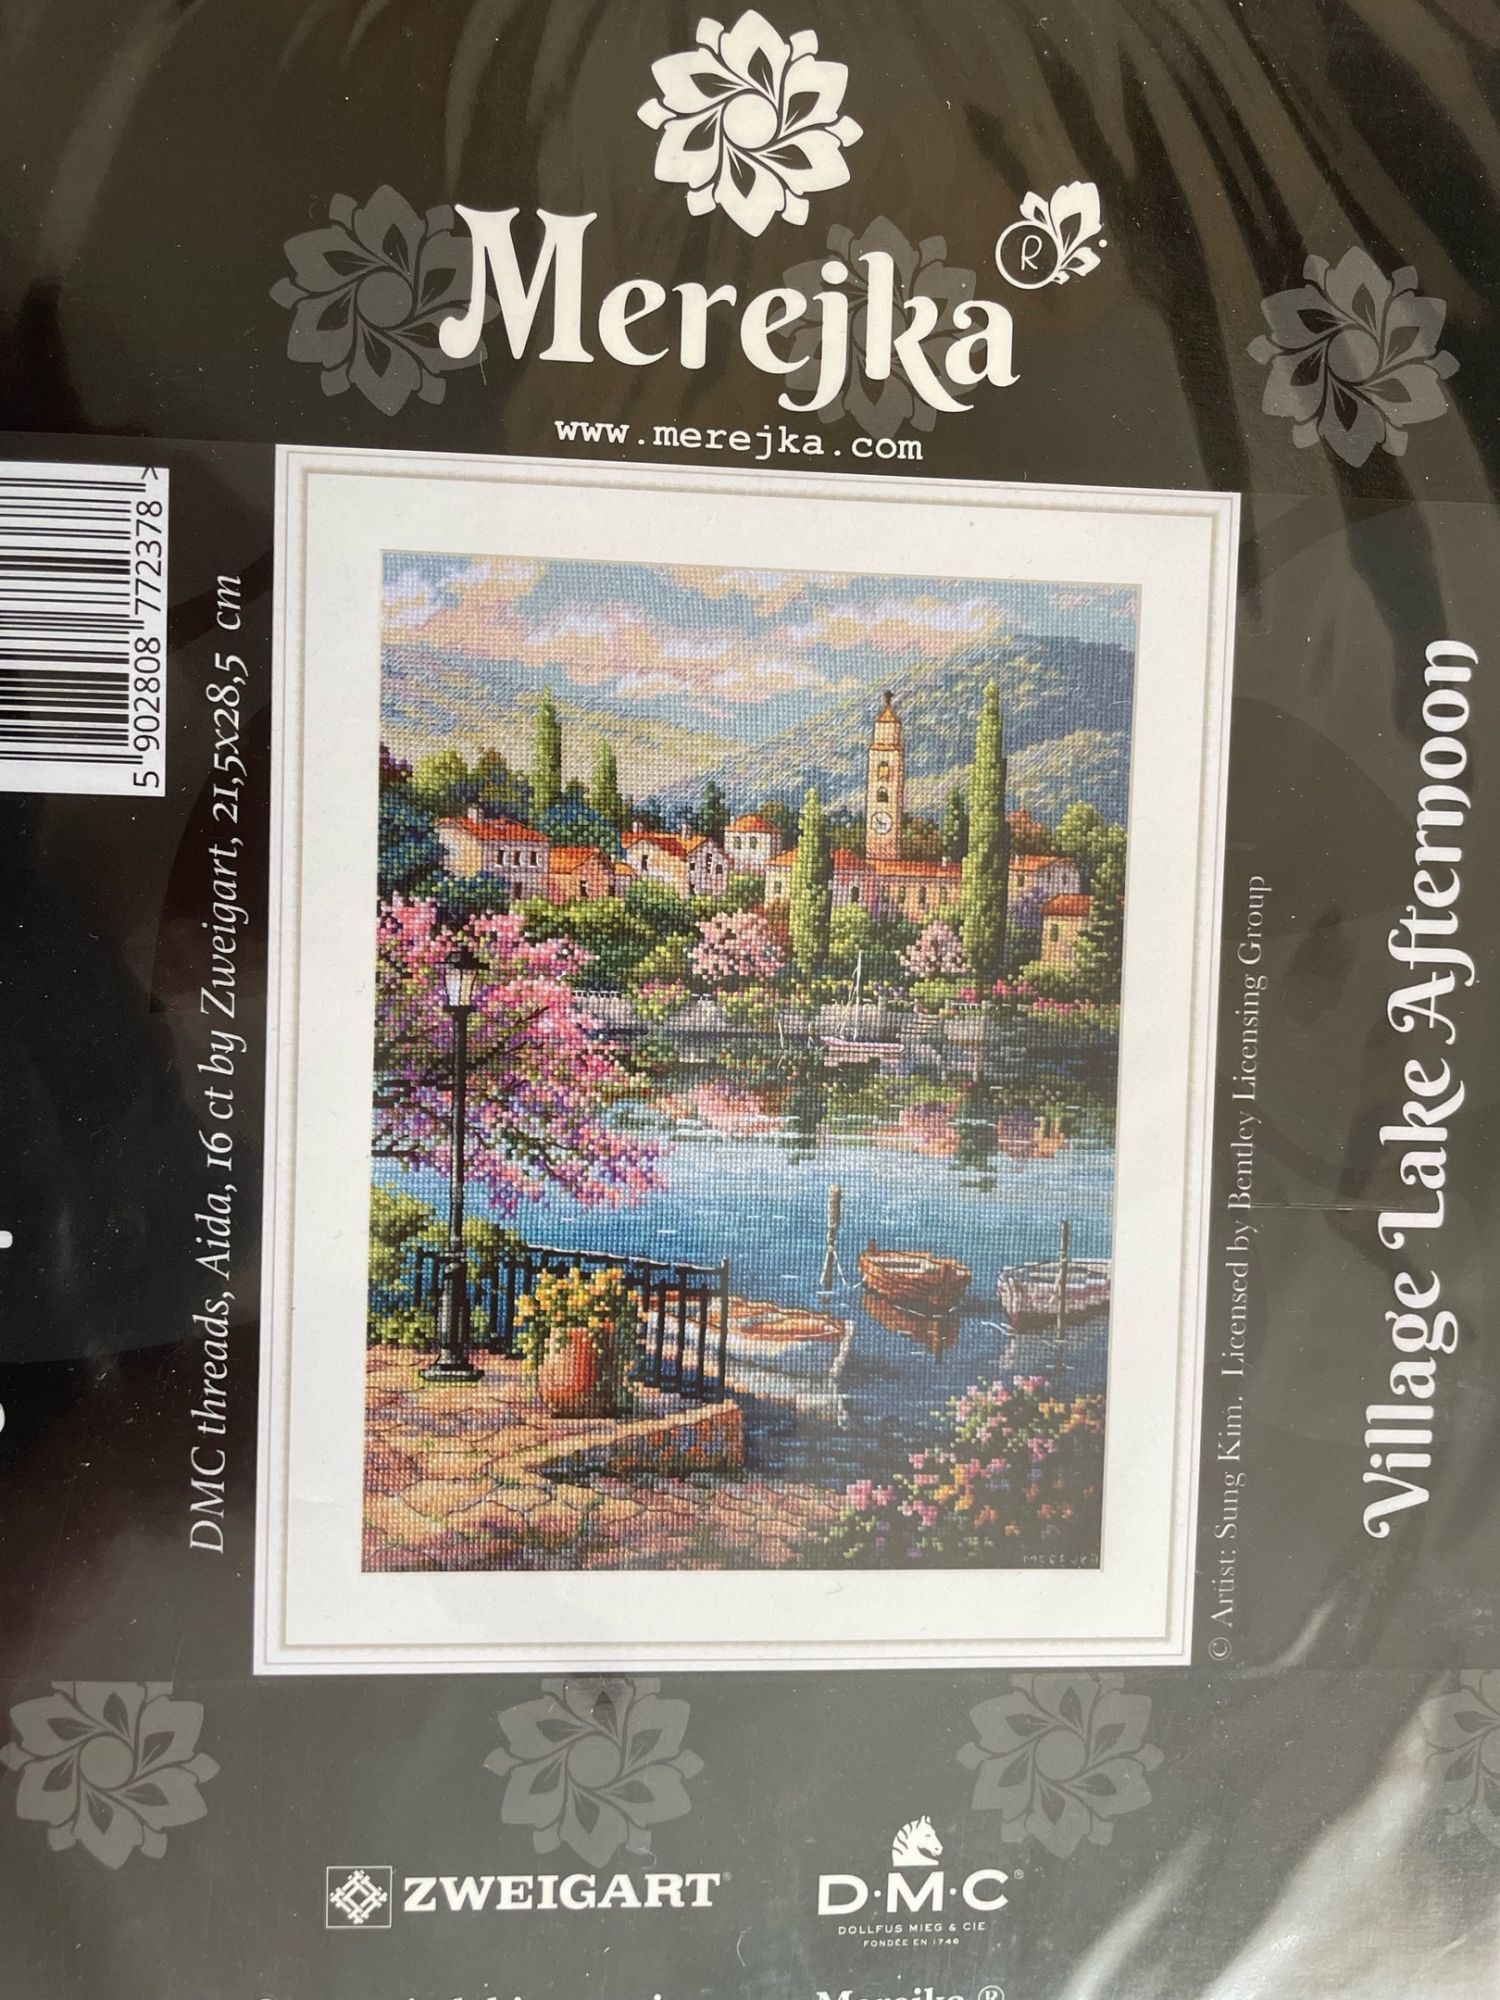 Merejka
R
www.merejka.com
5 902808 772378 >
DMC threads, Aida, 16 ct by Zweigart, 21,5x28,5 cm
MEREJKA
© Artist: Sung Kim. Licensed by Bentley Licensing Group
Village Lake Afternoon
ZWEIGART®
D·M·C®
DOLLFUS MIEG & CIE
FONDÉE EN 1746
Merejka ®